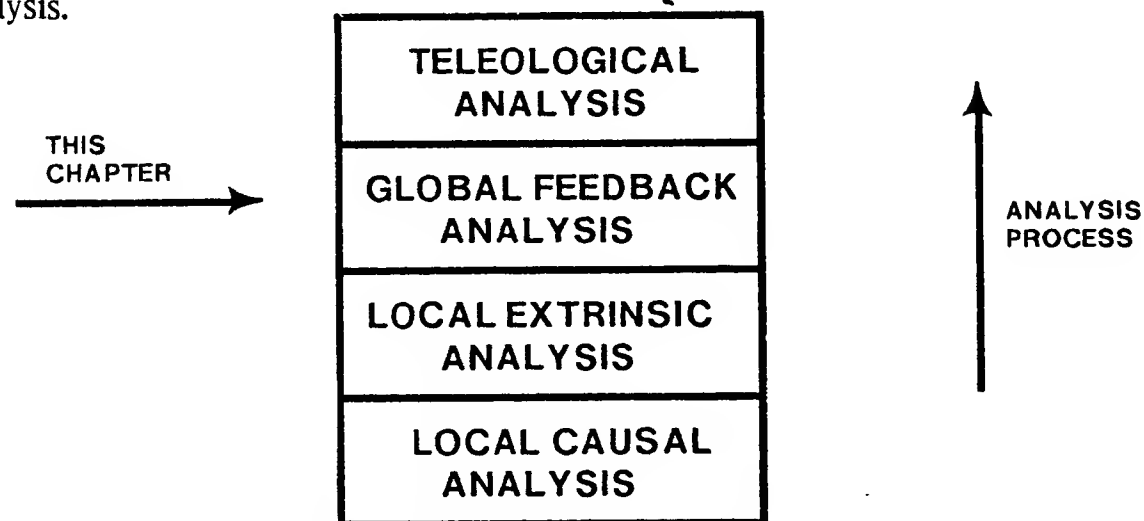 lysis.
TELEOLOGICAL
ANALYSIS
THIS
CHAPTER
GLOBAL FEEDBACK
ANALYSIS
ANALYSIS
PROCESS
LOCAL EXTRINSIC
ANALYSIS
LOCAL CAUSAL
ANALYSIS